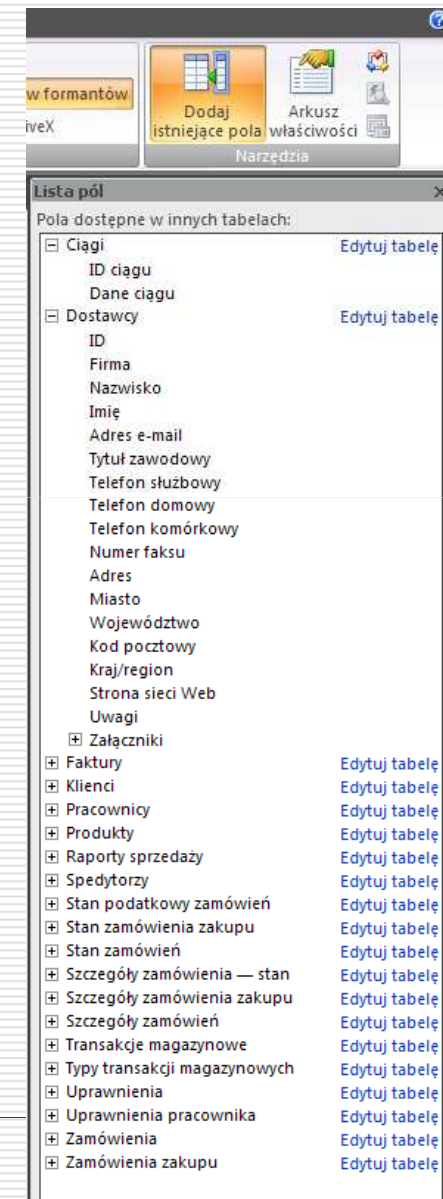 w formantów
iveX
Dodaj istniejące pola
Arkusz właściwości
Narzędzia
Lista pól
Pola dostępne w innych tabelach:
Ciągi Edytuj tabelę
ID ciągu
Dane ciągu
Dostawcy Edytuj tabelę
ID
Firma
Nazwisko
Imię
Adres e-mail
Tytuł zawodowy
Telefon służbowy
Telefon domowy
Telefon komórkowy
Numer faksu
Adres
Miasto
Województwo
Kod pocztowy
Kraj/region
Strona sieci Web
Uwagi
Załączniki
Faktury Edytuj tabelę
Klienci Edytuj tabelę
Pracownicy Edytuj tabelę
Produkty Edytuj tabelę
Raporty sprzedaży Edytuj tabelę
Spedytorzy Edytuj tabelę
Stan podatkowy zamówień Edytuj tabelę
Stan zamówienia zakupu Edytuj tabelę
Stan zamówień Edytuj tabelę
Szczegóły zamówienia — stan Edytuj tabelę
Szczegóły zamówienia zakupu Edytuj tabelę
Szczegóły zamówień Edytuj tabelę
Transakcje magazynowe Edytuj tabelę
Typy transakcji magazynowych Edytuj tabelę
Uprawnienia Edytuj tabelę
Uprawnienia pracownika Edytuj tabelę
Zamówienia Edytuj tabelę
Zamówienia zakupu Edytuj tabelę